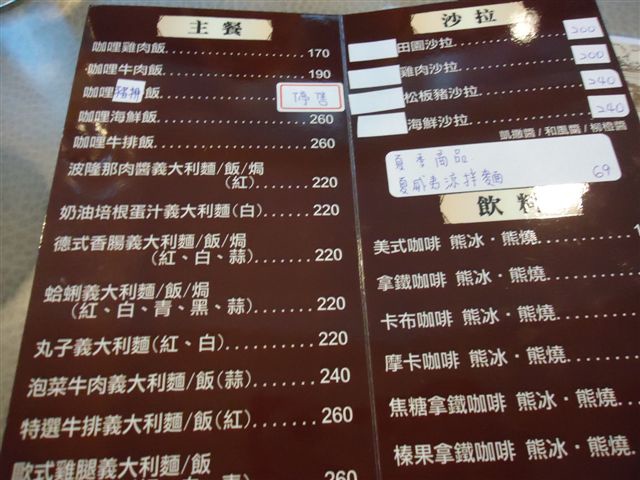 主餐
咖哩雞肉飯........170
咖哩牛肉飯........190
咖哩豬排飯........停售
咖哩海鮮飯........260
咖哩牛排飯........260
波隆那肉醬義大利麵/飯/焗
(紅)........220
奶油培根蛋汁義大利麵(白)........220
德式香腸義大利麵/飯/焗
(紅、白、蒜)........220
蛤蜊義大利麵/飯/焗
(紅、白、青、黑、蒜)........220
丸子義大利麵(紅、白)........220
泡菜牛肉義大利麵/飯(蒜)........240
特選牛排義大利麵/飯(紅)........260
歐式雞腿義大利麵/飯
260
沙拉
田園沙拉........200
雞肉沙拉........200
松板豬沙拉........240
海鮮沙拉........240
凱撒醬/和風醬/柳橙醬
夏季商品
夏威夷涼拌麵 69
飲料
美式咖啡 熊冰·熊燒........
拿鐵咖啡 熊冰·熊燒........
卡布咖啡 熊冰·熊燒........
摩卡咖啡 熊冰·熊燒........
焦糖拿鐵咖啡 熊冰·熊燒........
榛果拿鐵咖啡 熊冰·熊燒........